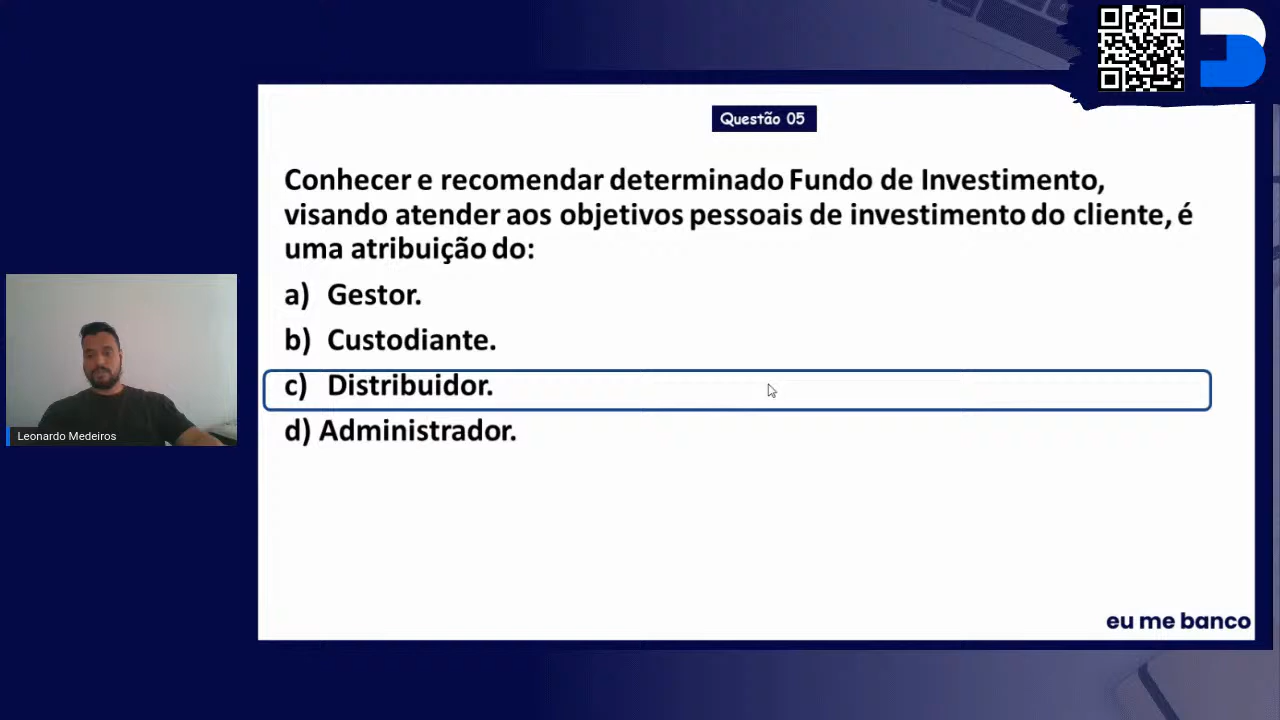 Questão 05
Conhecer e recomendar determinado Fundo de Investimento,
visando atender aos objetivos pessoais de investimento do cliente, é
uma atribuição do:
a) Gestor.
b) Custodiante.
c) Distribuidor.
d) Administrador.
Leonardo Medeiros
eu me banco